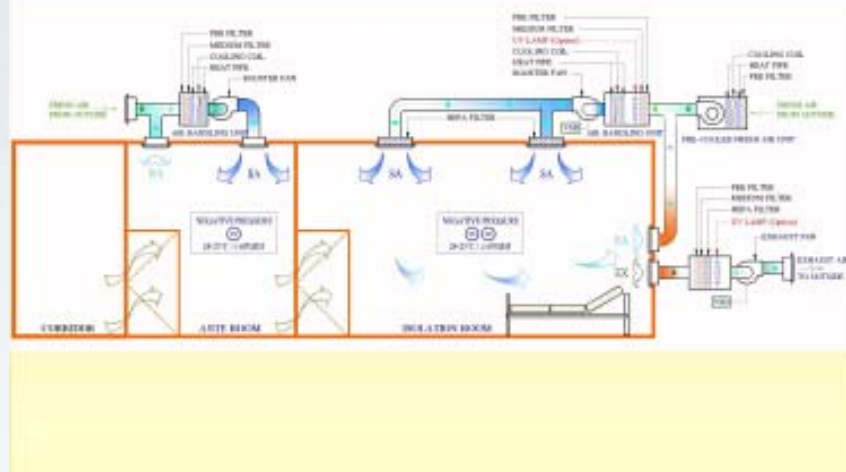 PRE FILTER
MEDIUM FILTER
COOLING COIL
HEAT PIPE
BOOSTER FAN
FRESH AIR
FROM OUTSIDE
AIR HANDLING UNIT
RA
SA
PRE FILTER
MEDIUM FILTER
UV LAMP (Option)
COOLING COIL
HEAT PIPE
BOOSTER FAN
HEPA FILTER
VSD
AIR HANDLING UNIT
COOLING COIL
HEAT PIPE
PRE FILTER
FRESH AIR
FROM OUTSIDE
PRE-COOLED FRESH AIR UNIT
SA
SA
NEGATIVE PRESSURE
NEGATIVE PRESSURE
RA
EX
PRE FILTER
MEDIUM FILTER
HEPA FILTER
UV LAMP (Option)
EXHAUST FAN
EXHAUST AIR
TO OUTSIDE
VSD
CORRIDOR
ANTE ROOM
ISOLATION ROOM